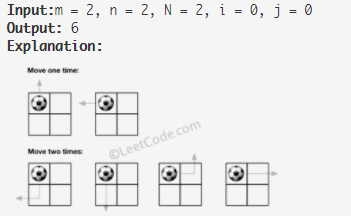 Input:m = 2, n = 2, N = 2, i = 0, j = 0
Output: 6
Explanation:
Move one time:
©LeetCode.com
Move two times: